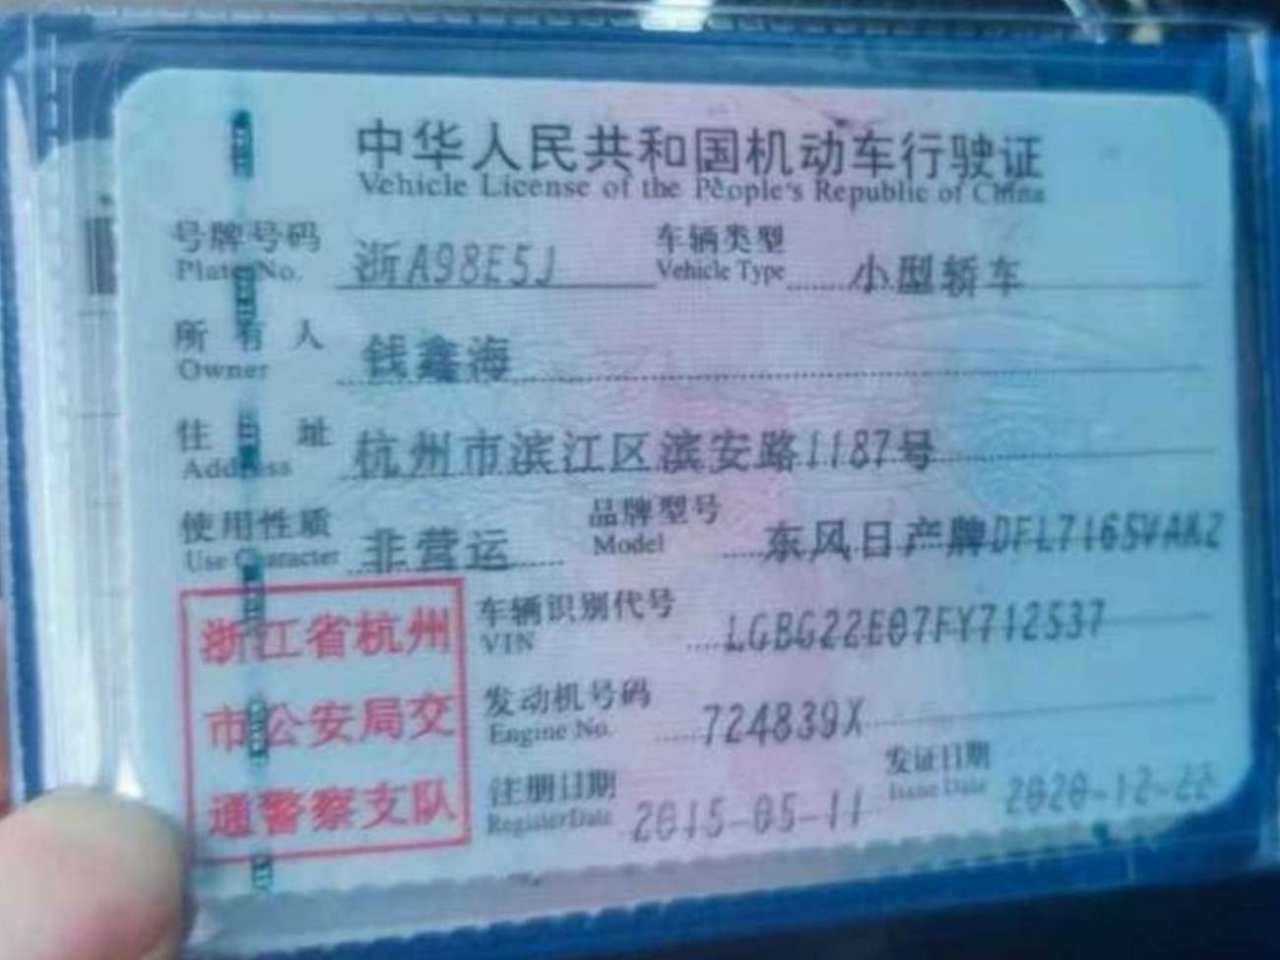 中华人民共和国机动车行驶证
Vehicle License of the People's Republic of China
号牌号码 浙A98E5J 车辆类型 小型轿车
Plate No. Vehicle Type
所有人 钱鑫海
Owner
住址 杭州市滨江区滨安路1187号
Address
使用性质 非营运 品牌型号 东风日产牌DFL7165VAK2
Use Character Model
浙江省杭州
市公安局交
通警察支队
车辆识别代号 LGBG22E07FY712537
VIN
发动机号码 724839X
Engine No.
注册日期 2015-05-11 发证日期 2020-12-22
RegisterDate Issue Date